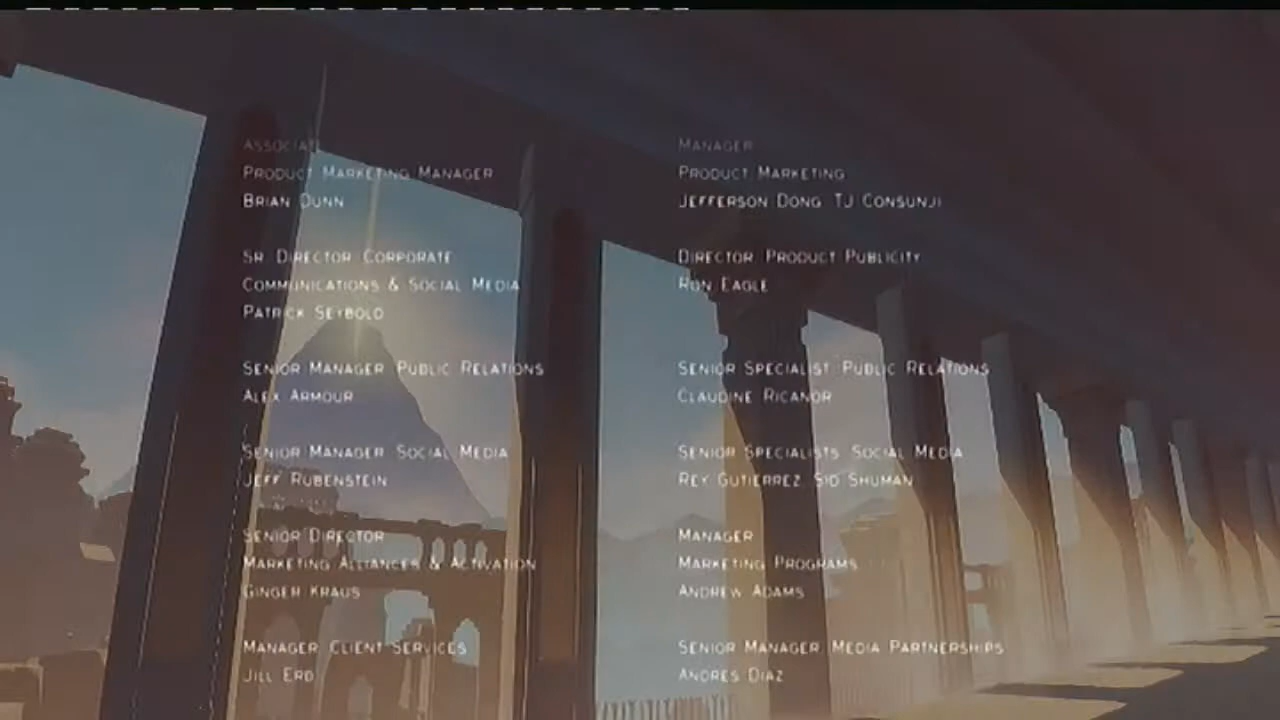 Associate
Product Marketing Manager
Brian Dunn
Sr. Director Corporate
Communications & Social Media
Patrick Seybold
Senior Manager Public Relations
Alex Armour
Senior Manager Social Media
Jeff Rubenstein
Senior Director
Marketing Alliances & Activation
Ginger Kraus
Manager Client Services
Jill Erd
Manager
Product Marketing
Jefferson Dong, TJ Consunji
Director Product Publicity
Ron Eagle
Senior Specialist Public Relations
Claudine Ricanor
Senior Specialists Social Media
Rey Gutierrez, Sid Shuman
Manager
Marketing Programs
Andrew Adams
Senior Manager Media Partnerships
Andres Diaz